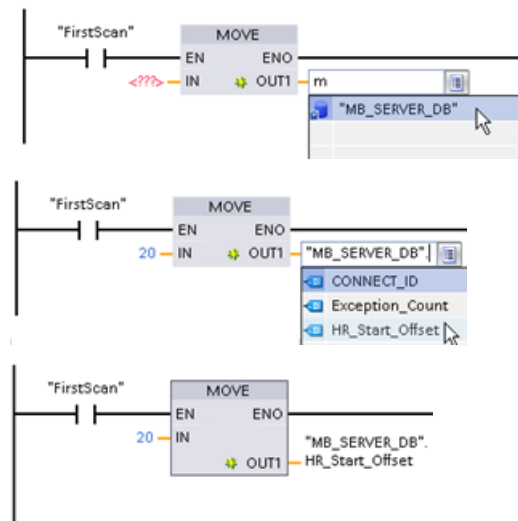 "FirstScan"
MOVE
EN ENO
<???> IN OUT1 m
"MB_SERVER_DB"
"FirstScan"
MOVE
EN ENO
20 IN OUT1 "MB_SERVER_DB".
CONNECT_ID
Exception_Count
HR_Start_Offset
"FirstScan"
MOVE
EN ENO
20 IN
"MB_SERVER_DB".
OUT1 HR_Start_Offset